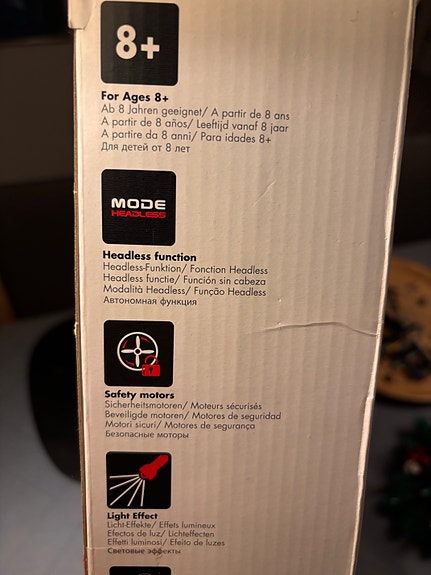 8+
For Ages 8+
Ab 8 Jahren geeignet/ A partir de 8 ans
A partir de 8 años/ Leeftijd vanaf 8 jaar
A partire da 8 anni/ Para idades 8+
Для детей от 8 лет
MODE
HEADLESS
Headless function
Headless-Funktion/ Fonction Headless
Headless functie/ Función sin cabeza
Modalità Headless/ Função Headless
Автономная функция
Safety motors
Sicherheitsmotoren/ Moteurs sécurisés
Beveiligde motoren/ Motores de seguridad
Motori sicuri/ Motores de segurança
Безопасные моторы
Light Effect
Licht-Effekte/ Effets lumineux
Efectos de luz/ Lichteffecten
Effetti luminosi/ Efeito de luzes
Световые эффекты